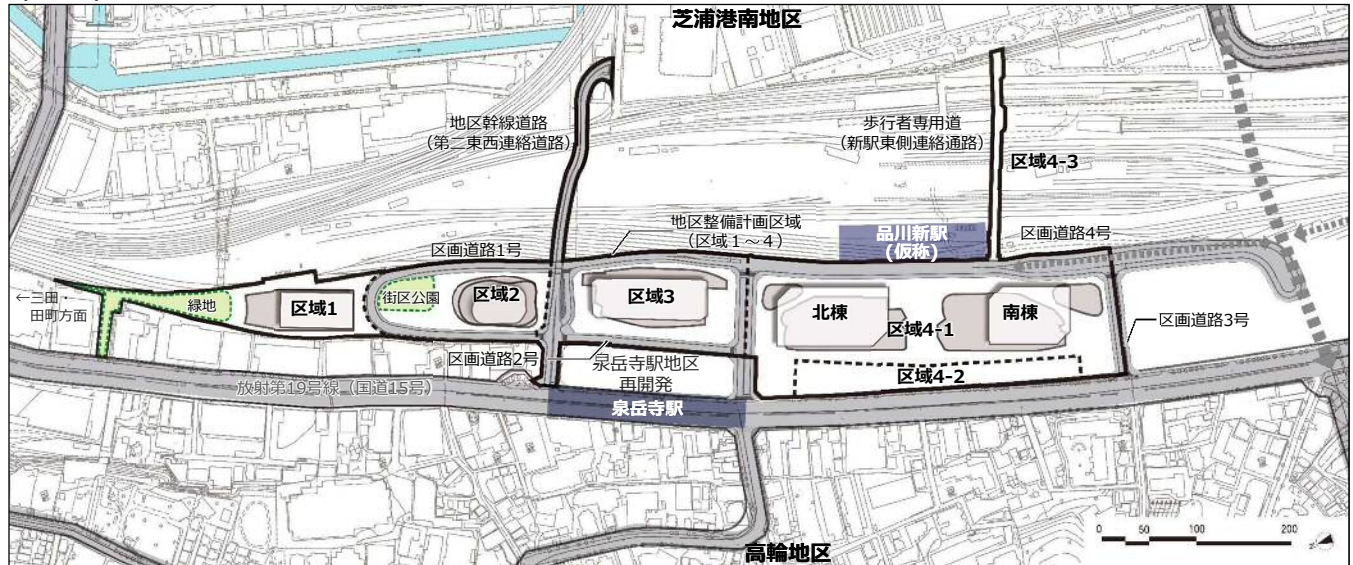 芝浦港南地区
地区幹線道路
(第二東西連絡道路)
歩行者専用道
(新駅東側連絡通路)
区域4-3
地区整備計画区域
(区域1～4)
品川新駅
(仮称)
区画道路1号
区画道路4号
←三田・
田町方面
緑地
区域1
街区公園
区域2
区域3
北棟
区域4-1
南棟
区画道路3号
区画道路2号
泉岳寺駅地区
再開発
区域4-2
放射第19号線(国道15号)
泉岳寺駅
高輪地区
0 50 100 200